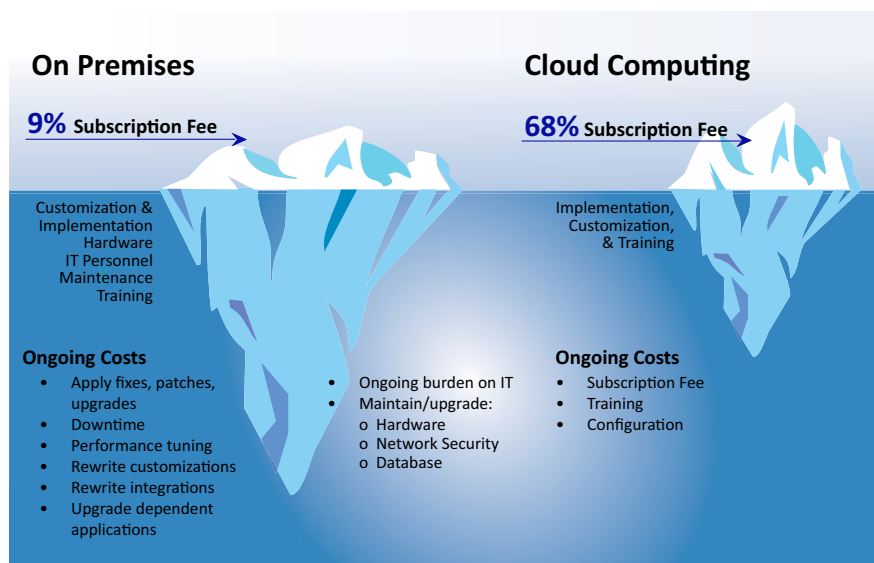 On Premises
9% Subscription Fee
Customization &
Implementation
Hardware
IT Personnel
Maintenance
Training
Ongoing Costs
• Apply fixes, patches,
upgrades
• Downtime
• Performance tuning
• Rewrite customizations
• Rewrite integrations
• Upgrade dependent
applications
• Ongoing burden on IT
• Maintain/upgrade:
o Hardware
o Network Security
o Database
Cloud Computing
68% Subscription Fee
Implementation,
Customization,
& Training
Ongoing Costs
• Subscription Fee
• Training
• Configuration